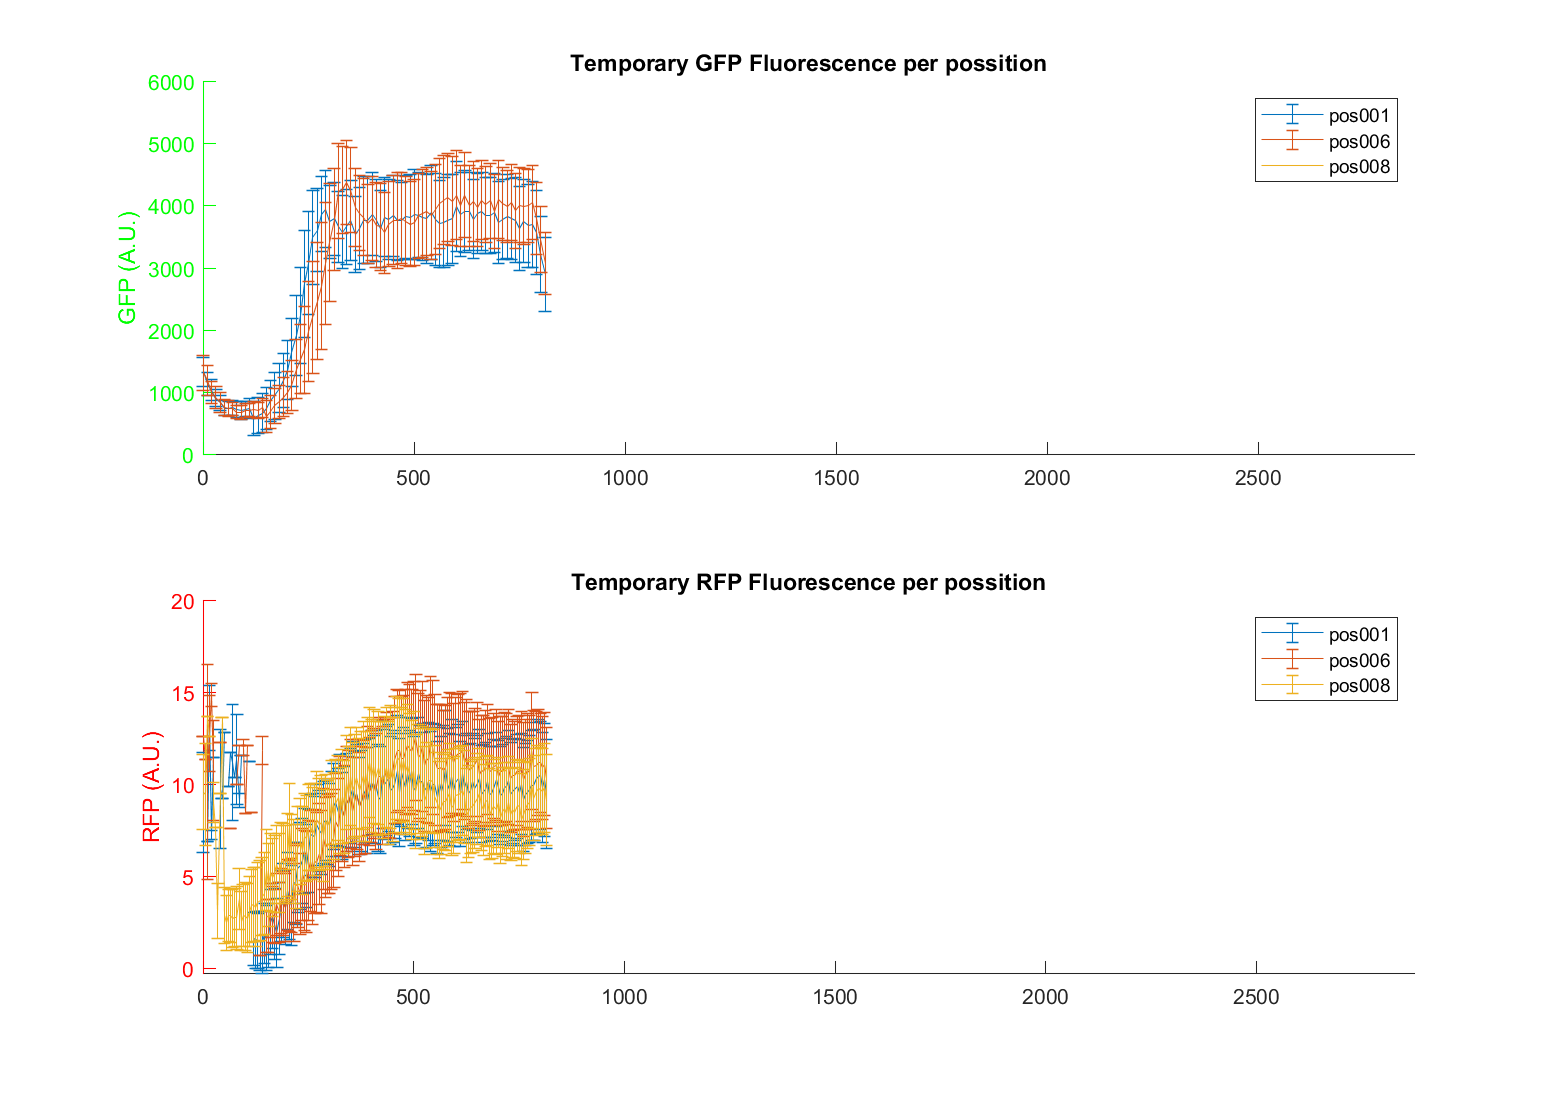 Temporary GFP Fluorescence per possition
6000
5000
4000
3000
2000
1000
0
GFP (A.U.)
0 500 1000 1500 2000 2500
pos001
pos006
pos008
Temporary RFP Fluorescence per possition
20
15
10
5
0
RFP (A.U.)
0 500 1000 1500 2000 2500
pos001
pos006
pos008